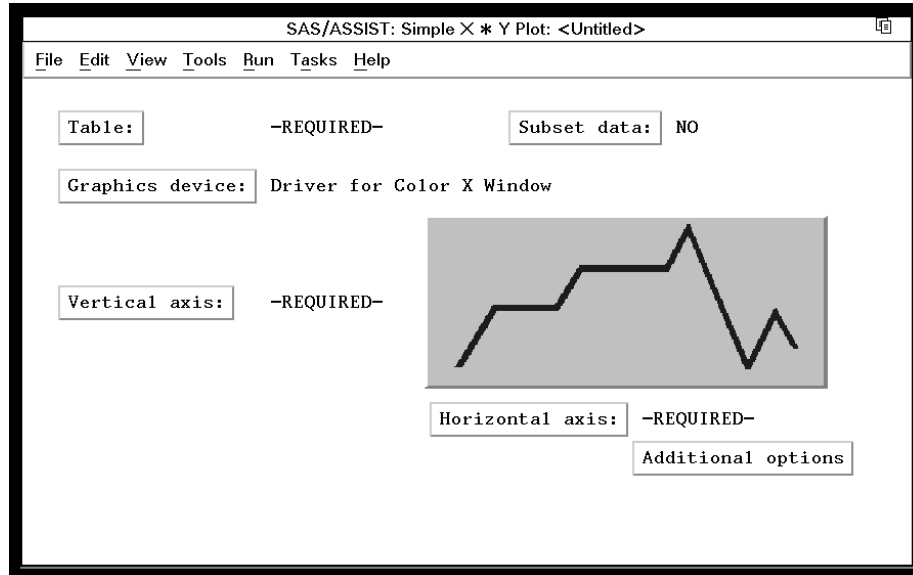 SAS/ASSIST: Simple X * Y Plot: <Untitled>
File Edit View Tools Run Tasks Help
Table: -REQUIRED- Subset data: NO
Graphics device: Driver for Color X Window
Vertical axis: -REQUIRED-
Horizontal axis: -REQUIRED-
Additional options